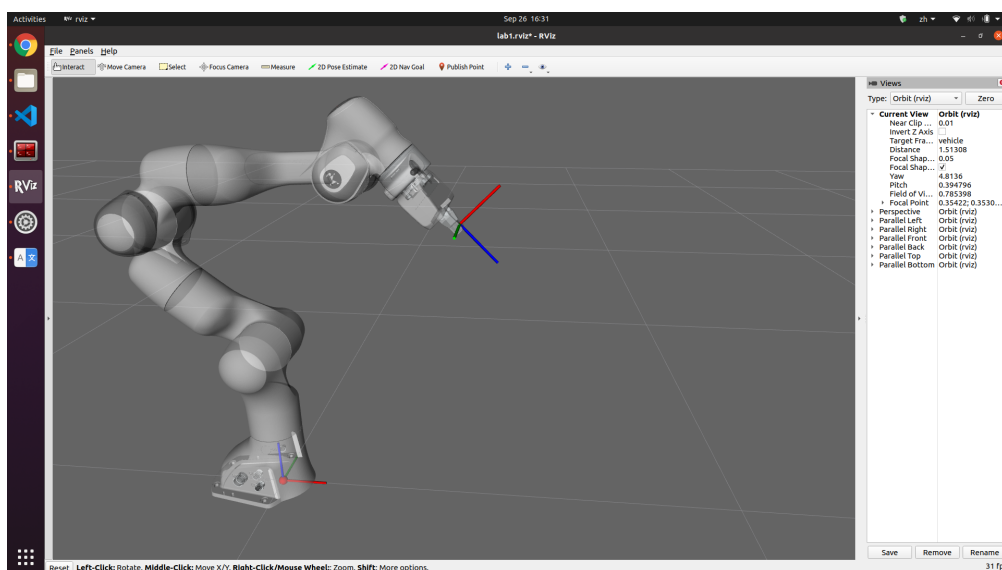 Activities
RViz rviz
Sep 26 16:31
zh
lab1.rviz* - RViz
File Panels Help
Interact Move Camera Select Focus Camera Measure 2D Pose Estimate 2D Nav Goal Publish Point
Views
Type: Orbit (rviz) Zero
Current View Orbit (rviz)
Near Clip ... 0.01
Invert Z Axis
Target Fra... vehicle
Distance 1.51308
Focal Shap... 0.05
Focal Shap...
Yaw 4.8136
Pitch 0.394796
Field of Vi... 0.785398
Focal Point 0.35422; 0.3530...
Perspective Orbit (rviz)
Parallel Left Orbit (rviz)
Parallel Right Orbit (rviz)
Parallel Front Orbit (rviz)
Parallel Back Orbit (rviz)
Parallel Top Orbit (rviz)
Parallel Bottom Orbit (rviz)
RViz
A 文
Save Remove Rename
Reset Left-Click: Rotate. Middle-Click: Move X/Y. Right-Click/Mouse Wheel:: Zoom. Shift: More options.
31 fp